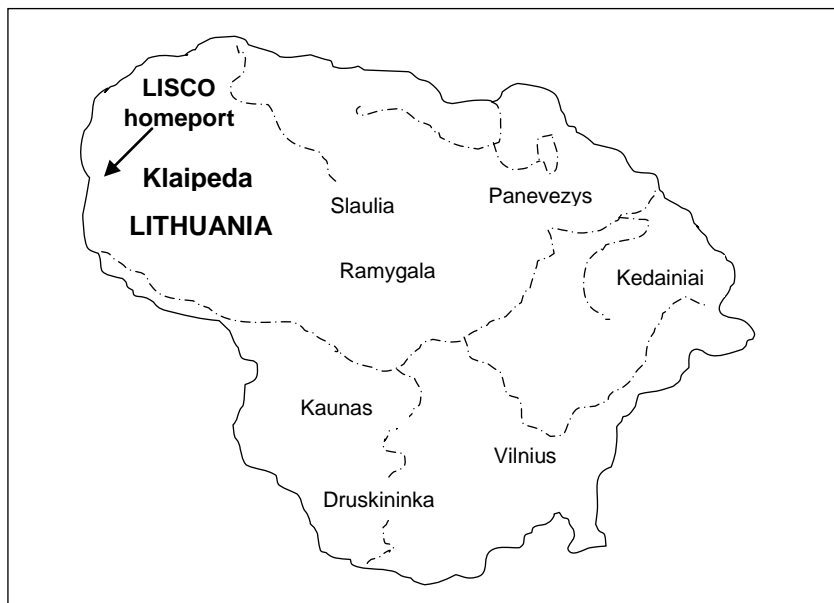 LISCO
homeport
Klaipeda
Slaulia
Panevezys
LITHUANIA
Ramygala
Kedainiai
Kaunas
Vilnius
Druskininka